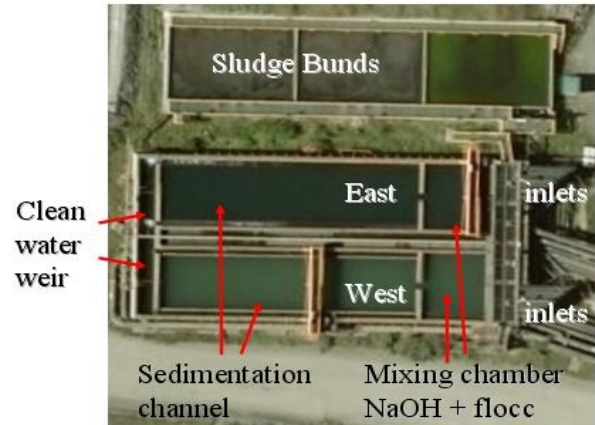 Sludge Bunds
East
inlets
Clean
water
weir
West
inlets
Sedimentation
channel
Mixing chamber
NaOH + flocc